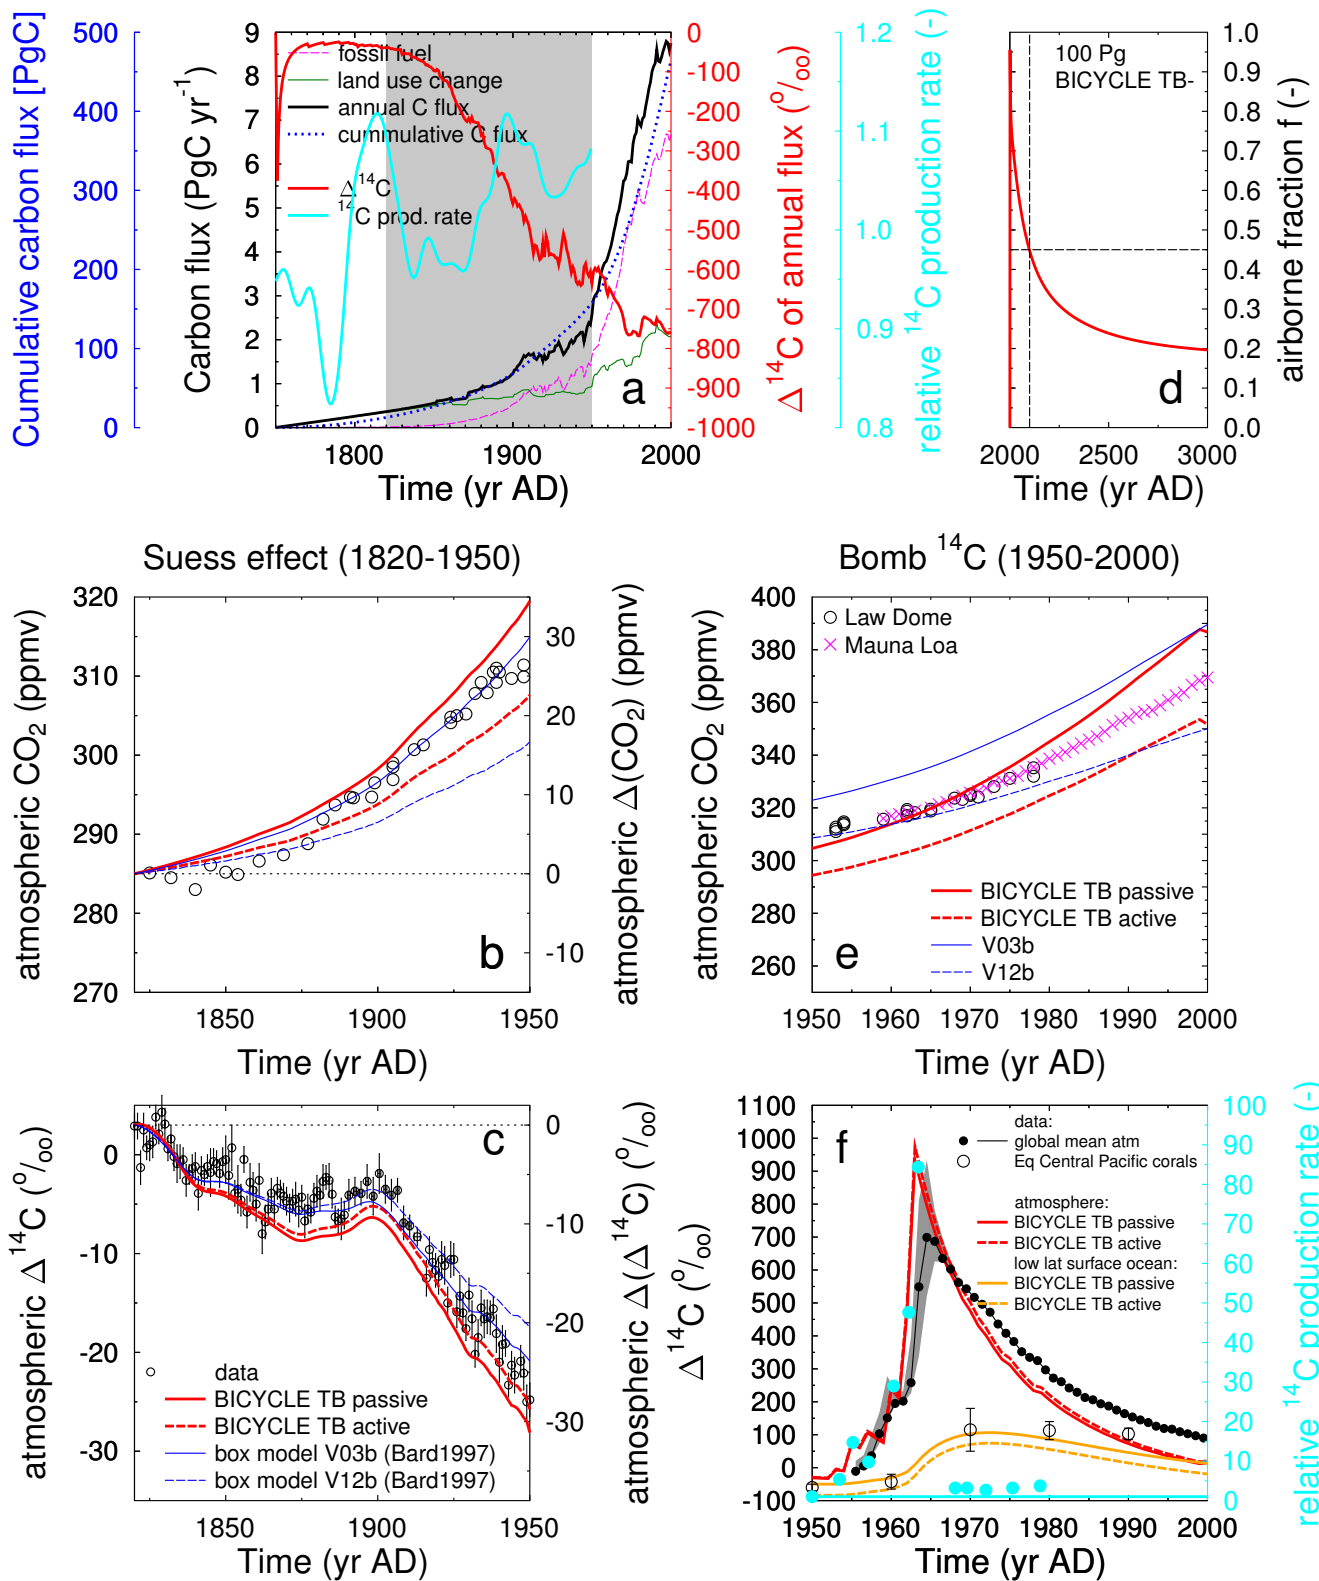 Cumulative carbon flux [PgC]
500
400
300
200
100
0
Carbon flux (PgC yr-1)
9
8
7
6
5
4
3
2
1
0
fossil fuel
land use change
annual C flux
cummulative C flux
Δ14C
14C prod. rate
a
1800
1900
2000
Time (yr AD)
0
-100
-200
-300
-400
-500
-600
-700
-800
-900
-1000
Δ14C of annual flux (o/oo)
1.2
1.1
1.0
0.9
0.8
relative 14C production rate (-)
100 Pg
BICYCLE TB-
d
2000
2500
3000
Time (yr AD)
1.0
0.9
0.8
0.7
0.6
0.5
0.4
0.3
0.2
0.1
0.0
airborne fraction f (-)
Suess effect (1820-1950)
atmospheric CO2 (ppmv)
320
310
300
290
280
270
b
1850
1900
1950
Time (yr AD)
30
20
10
0
-10
atmospheric Δ(CO2) (ppmv)
Bomb 14C (1950-2000)
atmospheric CO2 (ppmv)
400
380
360
340
320
300
280
260
Law Dome
Mauna Loa
BICYCLE TB passive
BICYCLE TB active
V03b
V12b
e
1950
1960
1970
1980
1990
2000
Time (yr AD)
atmospheric Δ14C (o/oo)
0
-10
-20
-30
c
data
BICYCLE TB passive
BICYCLE TB active
box model V03b (Bard1997)
box model V12b (Bard1997)
1850
1900
1950
Time (yr AD)
0
-10
-20
-30
atmospheric Δ(Δ14C) (o/oo)
Δ14C (o/oo)
1100
1000
900
800
700
600
500
400
300
200
100
0
-100
f
data:
global mean atm
Eq Central Pacific corals
atmosphere:
BICYCLE TB passive
BICYCLE TB active
low lat surface ocean:
BICYCLE TB passive
BICYCLE TB active
1950
1960
1970
1980
1990
2000
Time (yr AD)
100
90
80
70
60
50
40
30
20
10
0
relative 14C production rate (-)